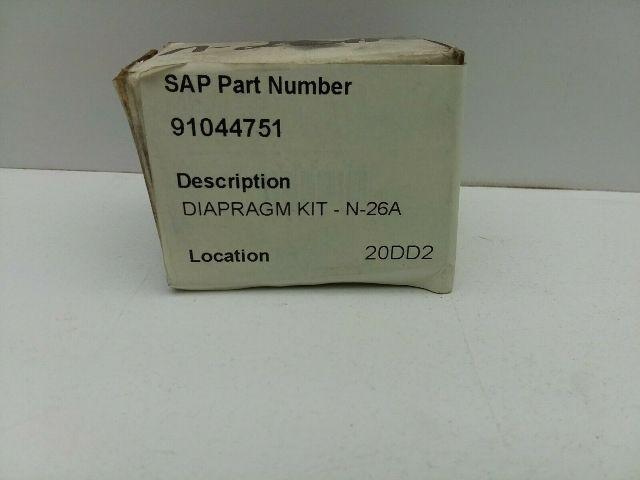 SAP Part Number
91044751
Description
DIAPRAGM KIT - N-26A
Location 20DD2